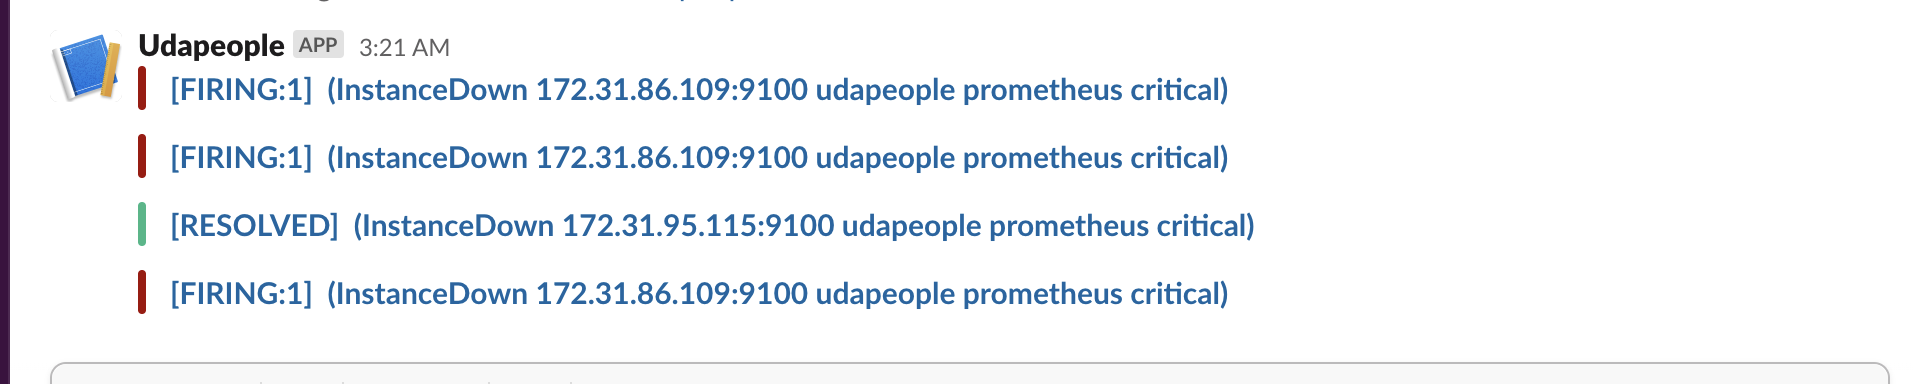 Udapeople APP 3:21 AM
[FIRING:1] (InstanceDown 172.31.86.109:9100 udapeople prometheus critical)
[FIRING:1] (InstanceDown 172.31.86.109:9100 udapeople prometheus critical)
[RESOLVED] (InstanceDown 172.31.95.115:9100 udapeople prometheus critical)
[FIRING:1] (InstanceDown 172.31.86.109:9100 udapeople prometheus critical)